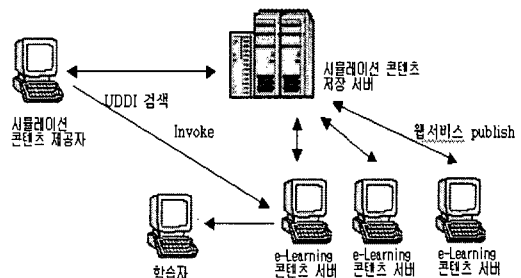 시뮬레이션 콘텐츠
저장 서버
UDDI 검색
시뮬레이션
콘텐츠 제공자
Invoke
웹서비스 publish
학습자
e-Learning
콘텐츠 서버
e-Learning
콘텐츠 서버
e-Learning
콘텐츠 서버